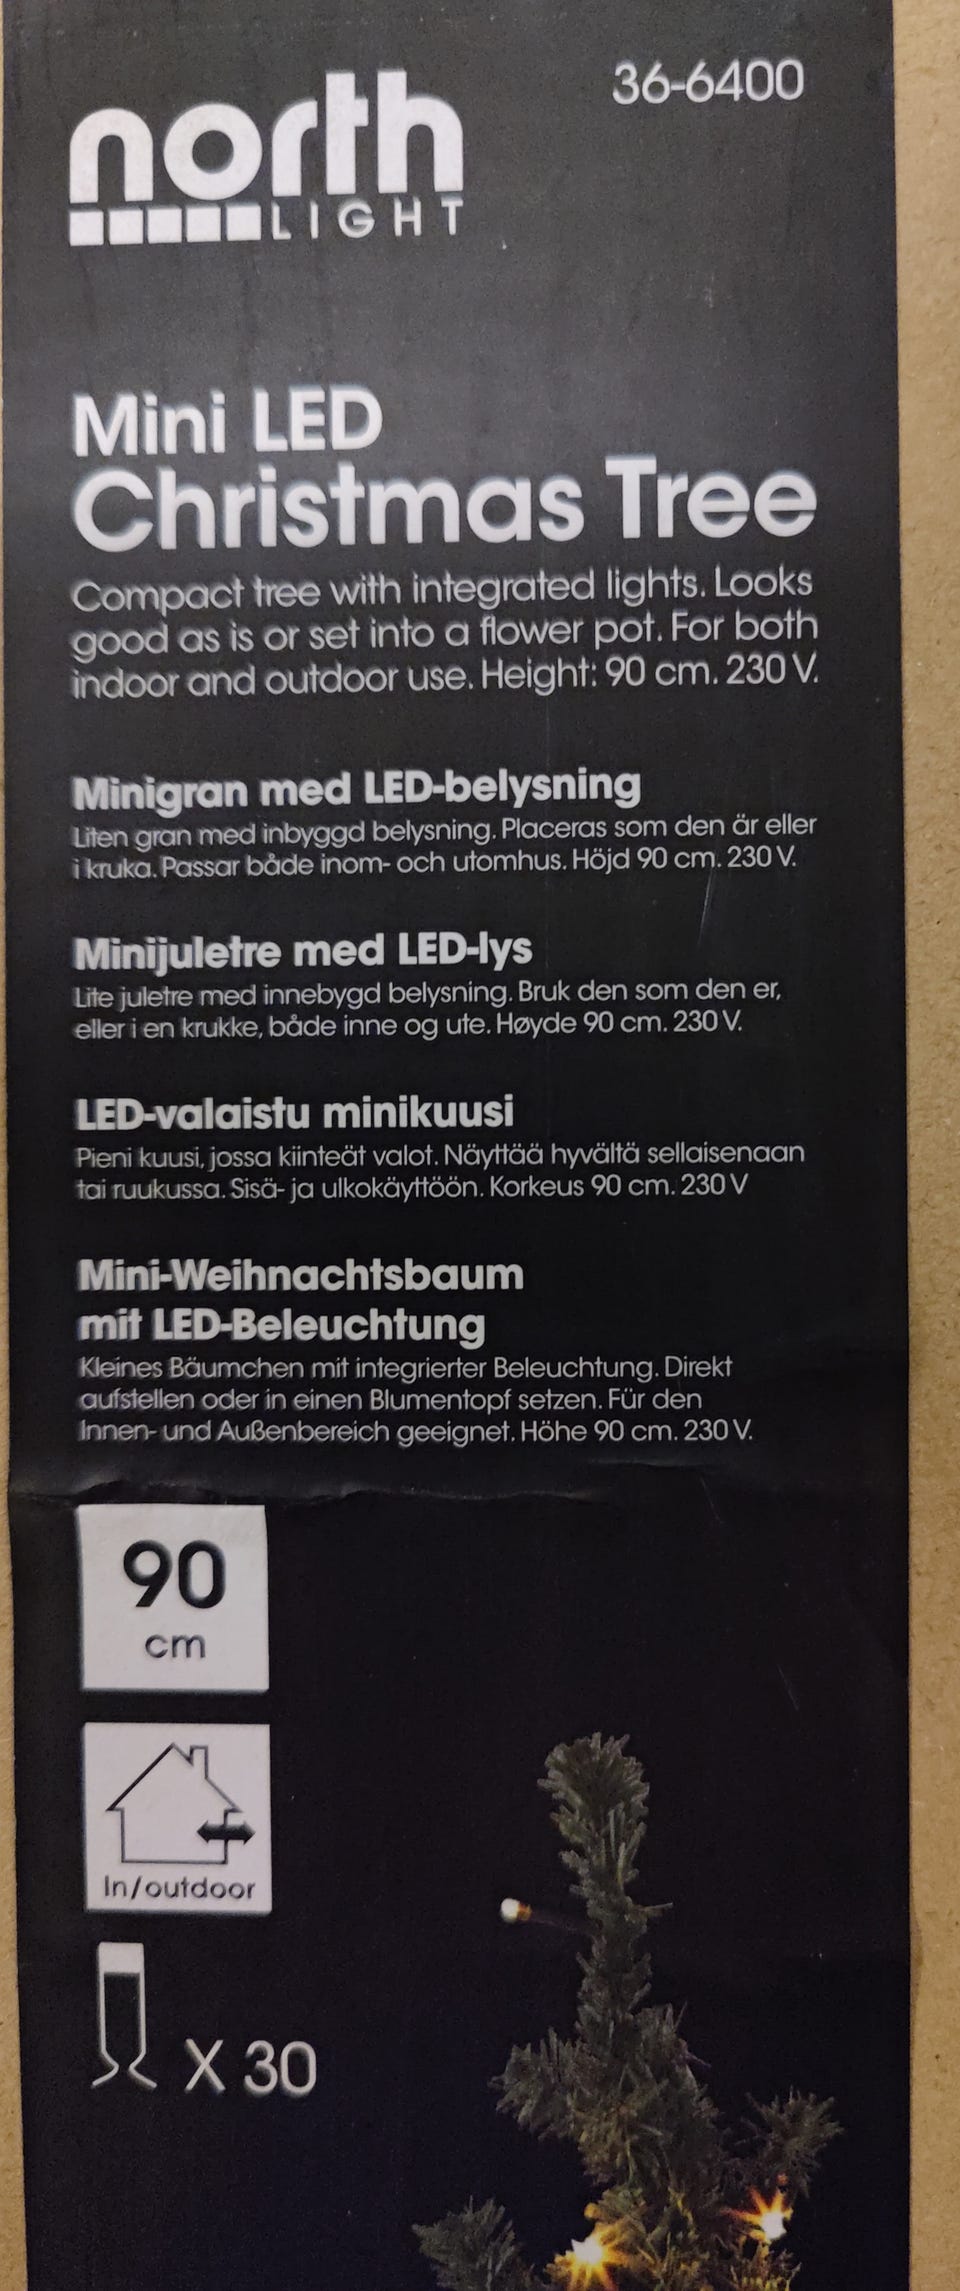 36-6400
north
LIGHT
Mini LED
Christmas Tree
Compact tree with integrated lights. Looks
good as is or set into a flower pot. For both
indoor and outdoor use. Height: 90 cm. 230 V.
Minigran med LED-belysning
Liten gran med inbyggd belysning. Placeras som den är eller
i kruka. Passar både inom- och utomhus. Höjd 90 cm. 230 V.
Minijuletre med LED-lys
Lite juletre med innebygd belysning. Bruk den som den er,
eller i en krukke, både inne og ute. Høyde 90 cm. 230 V.
LED-valaistu minikuusi
Pieni kuusi, jossa kiinteät valot. Näyttää hyvältä sellaisenaan
tai ruukussa. Sisä- ja ulkokäyttöön. Korkeus 90 cm. 230 V
Mini-Weihnachtsbaum
mit LED-Beleuchtung
Kleines Bäumchen mit integrierter Beleuchtung. Direkt
aufstellen oder in einen Blumentopf setzen. Für den
Innen- und Außenbereich geeignet. Höhe 90 cm. 230 V.
90
cm
In/outdoor
X 30